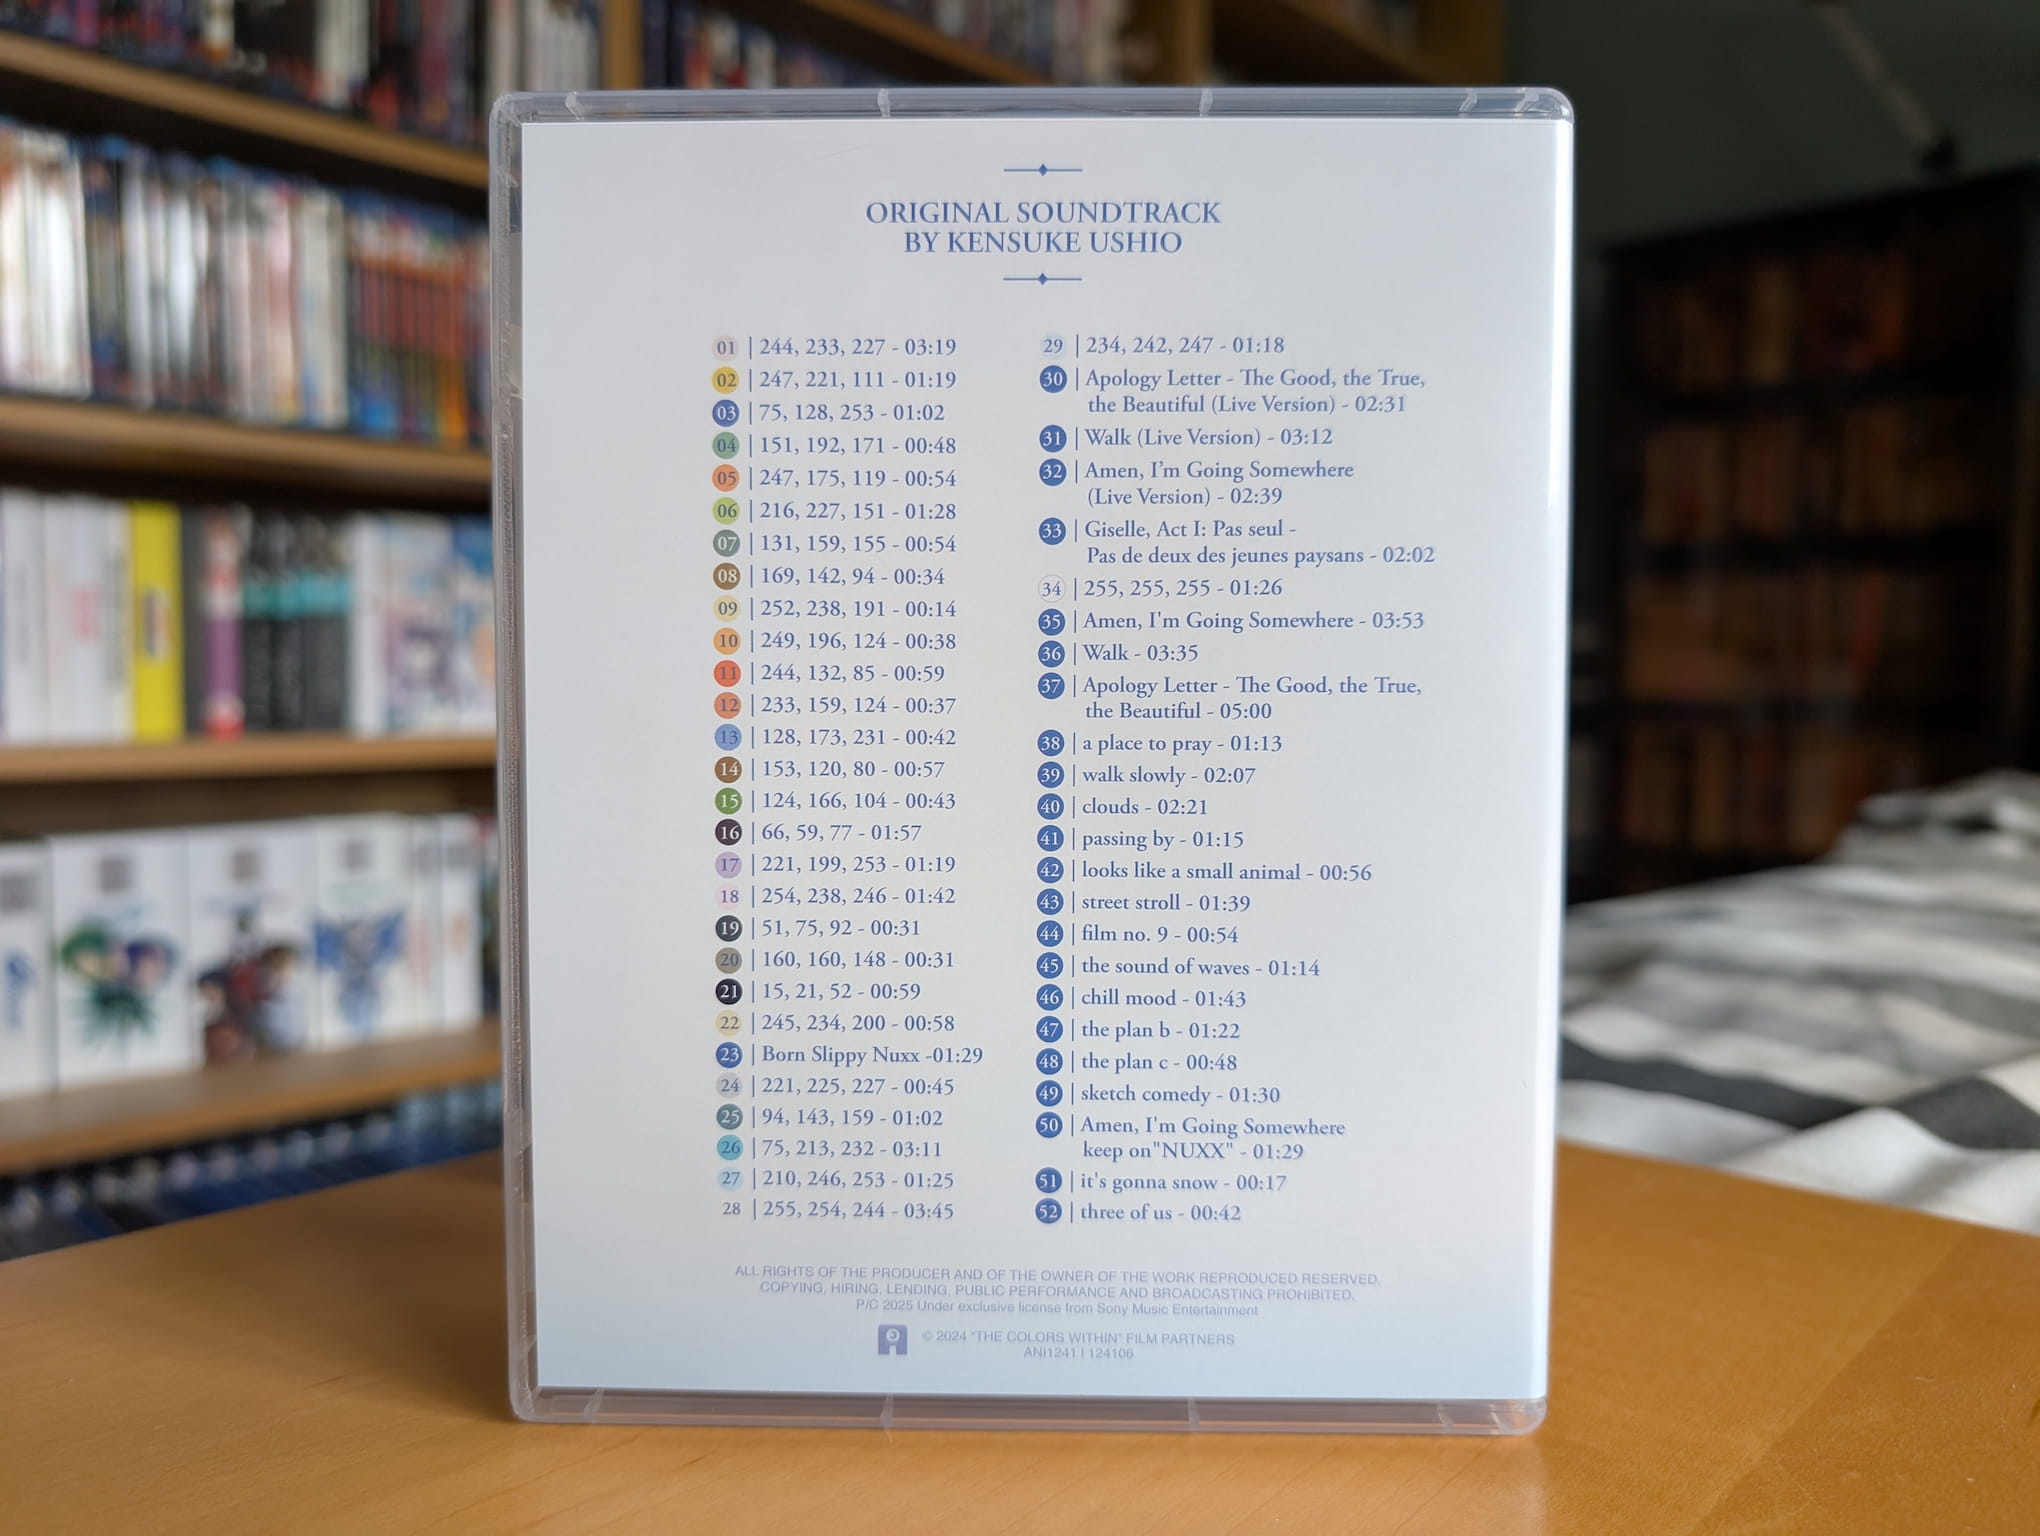 ORIGINAL SOUNDTRACK
BY KENSUKE USHIO
01 | 244, 233, 227 - 03:19
02 | 247, 221, 111 - 01:19
03 | 75, 128, 253 - 01:02
04 | 151, 192, 171 - 00:48
05 | 247, 175, 119 - 00:54
06 | 216, 227, 151 - 01:28
07 | 131, 159, 155 - 00:54
08 | 169, 142, 94 - 00:34
09 | 252, 238, 191 - 00:14
10 | 249, 196, 124 - 00:38
11 | 244, 132, 85 - 00:59
12 | 233, 159, 124 - 00:37
13 | 128, 173, 231 - 00:42
14 | 153, 120, 80 - 00:57
15 | 124, 166, 104 - 00:43
16 | 66, 59, 77 - 01:57
17 | 221, 199, 253 - 01:19
18 | 254, 238, 246 - 01:42
19 | 51, 75, 92 - 00:31
20 | 160, 160, 148 - 00:31
21 | 15, 21, 52 - 00:59
22 | 245, 234, 200 - 00:58
23 | Born Slippy Nuxx -01:29
24 | 221, 225, 227 - 00:45
25 | 94, 143, 159 - 01:02
26 | 75, 213, 232 - 03:11
27 | 210, 246, 253 - 01:25
28 | 255, 254, 244 - 03:45
29 | 234, 242, 247 - 01:18
30 | Apology Letter - The Good, the True,
the Beautiful (Live Version) - 02:31
31 | Walk (Live Version) - 03:12
32 | Amen, I’m Going Somewhere
(Live Version) - 02:39
33 | Giselle, Act I: Pas seul -
Pas de deux des jeunes paysans - 02:02
34 | 255, 255, 255 - 01:26
35 | Amen, I'm Going Somewhere - 03:53
36 | Walk - 03:35
37 | Apology Letter - The Good, the True,
the Beautiful - 05:00
38 | a place to pray - 01:13
39 | walk slowly - 02:07
40 | clouds - 02:21
41 | passing by - 01:15
42 | looks like a small animal - 00:56
43 | street stroll - 01:39
44 | film no. 9 - 00:54
45 | the sound of waves - 01:14
46 | chill mood - 01:43
47 | the plan b - 01:22
48 | the plan c - 00:48
49 | sketch comedy - 01:30
50 | Amen, I'm Going Somewhere
keep on"NUXX" - 01:29
51 | it's gonna snow - 00:17
52 | three of us - 00:42
ALL RIGHTS OF THE PRODUCER AND OF THE OWNER OF THE WORK REPRODUCED RESERVED.
COPYING, HIRING, LENDING, PUBLIC PERFORMANCE AND BROADCASTING PROHIBITED.
P/C 2025 Under exclusive license from Sony Music Entertainment
© 2024 "THE COLORS WITHIN" FILM PARTNERS
ANI1241 | 124106